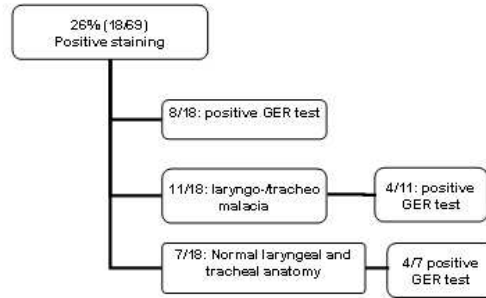 26% (18/69)
Positive staining
8/18: positive GER test
11/18: laryngo-/tracheo
malacia
4/11: positive
GER test
7/18: Normal laryngeal and
tracheal anatomy
4/7 positive
GER test